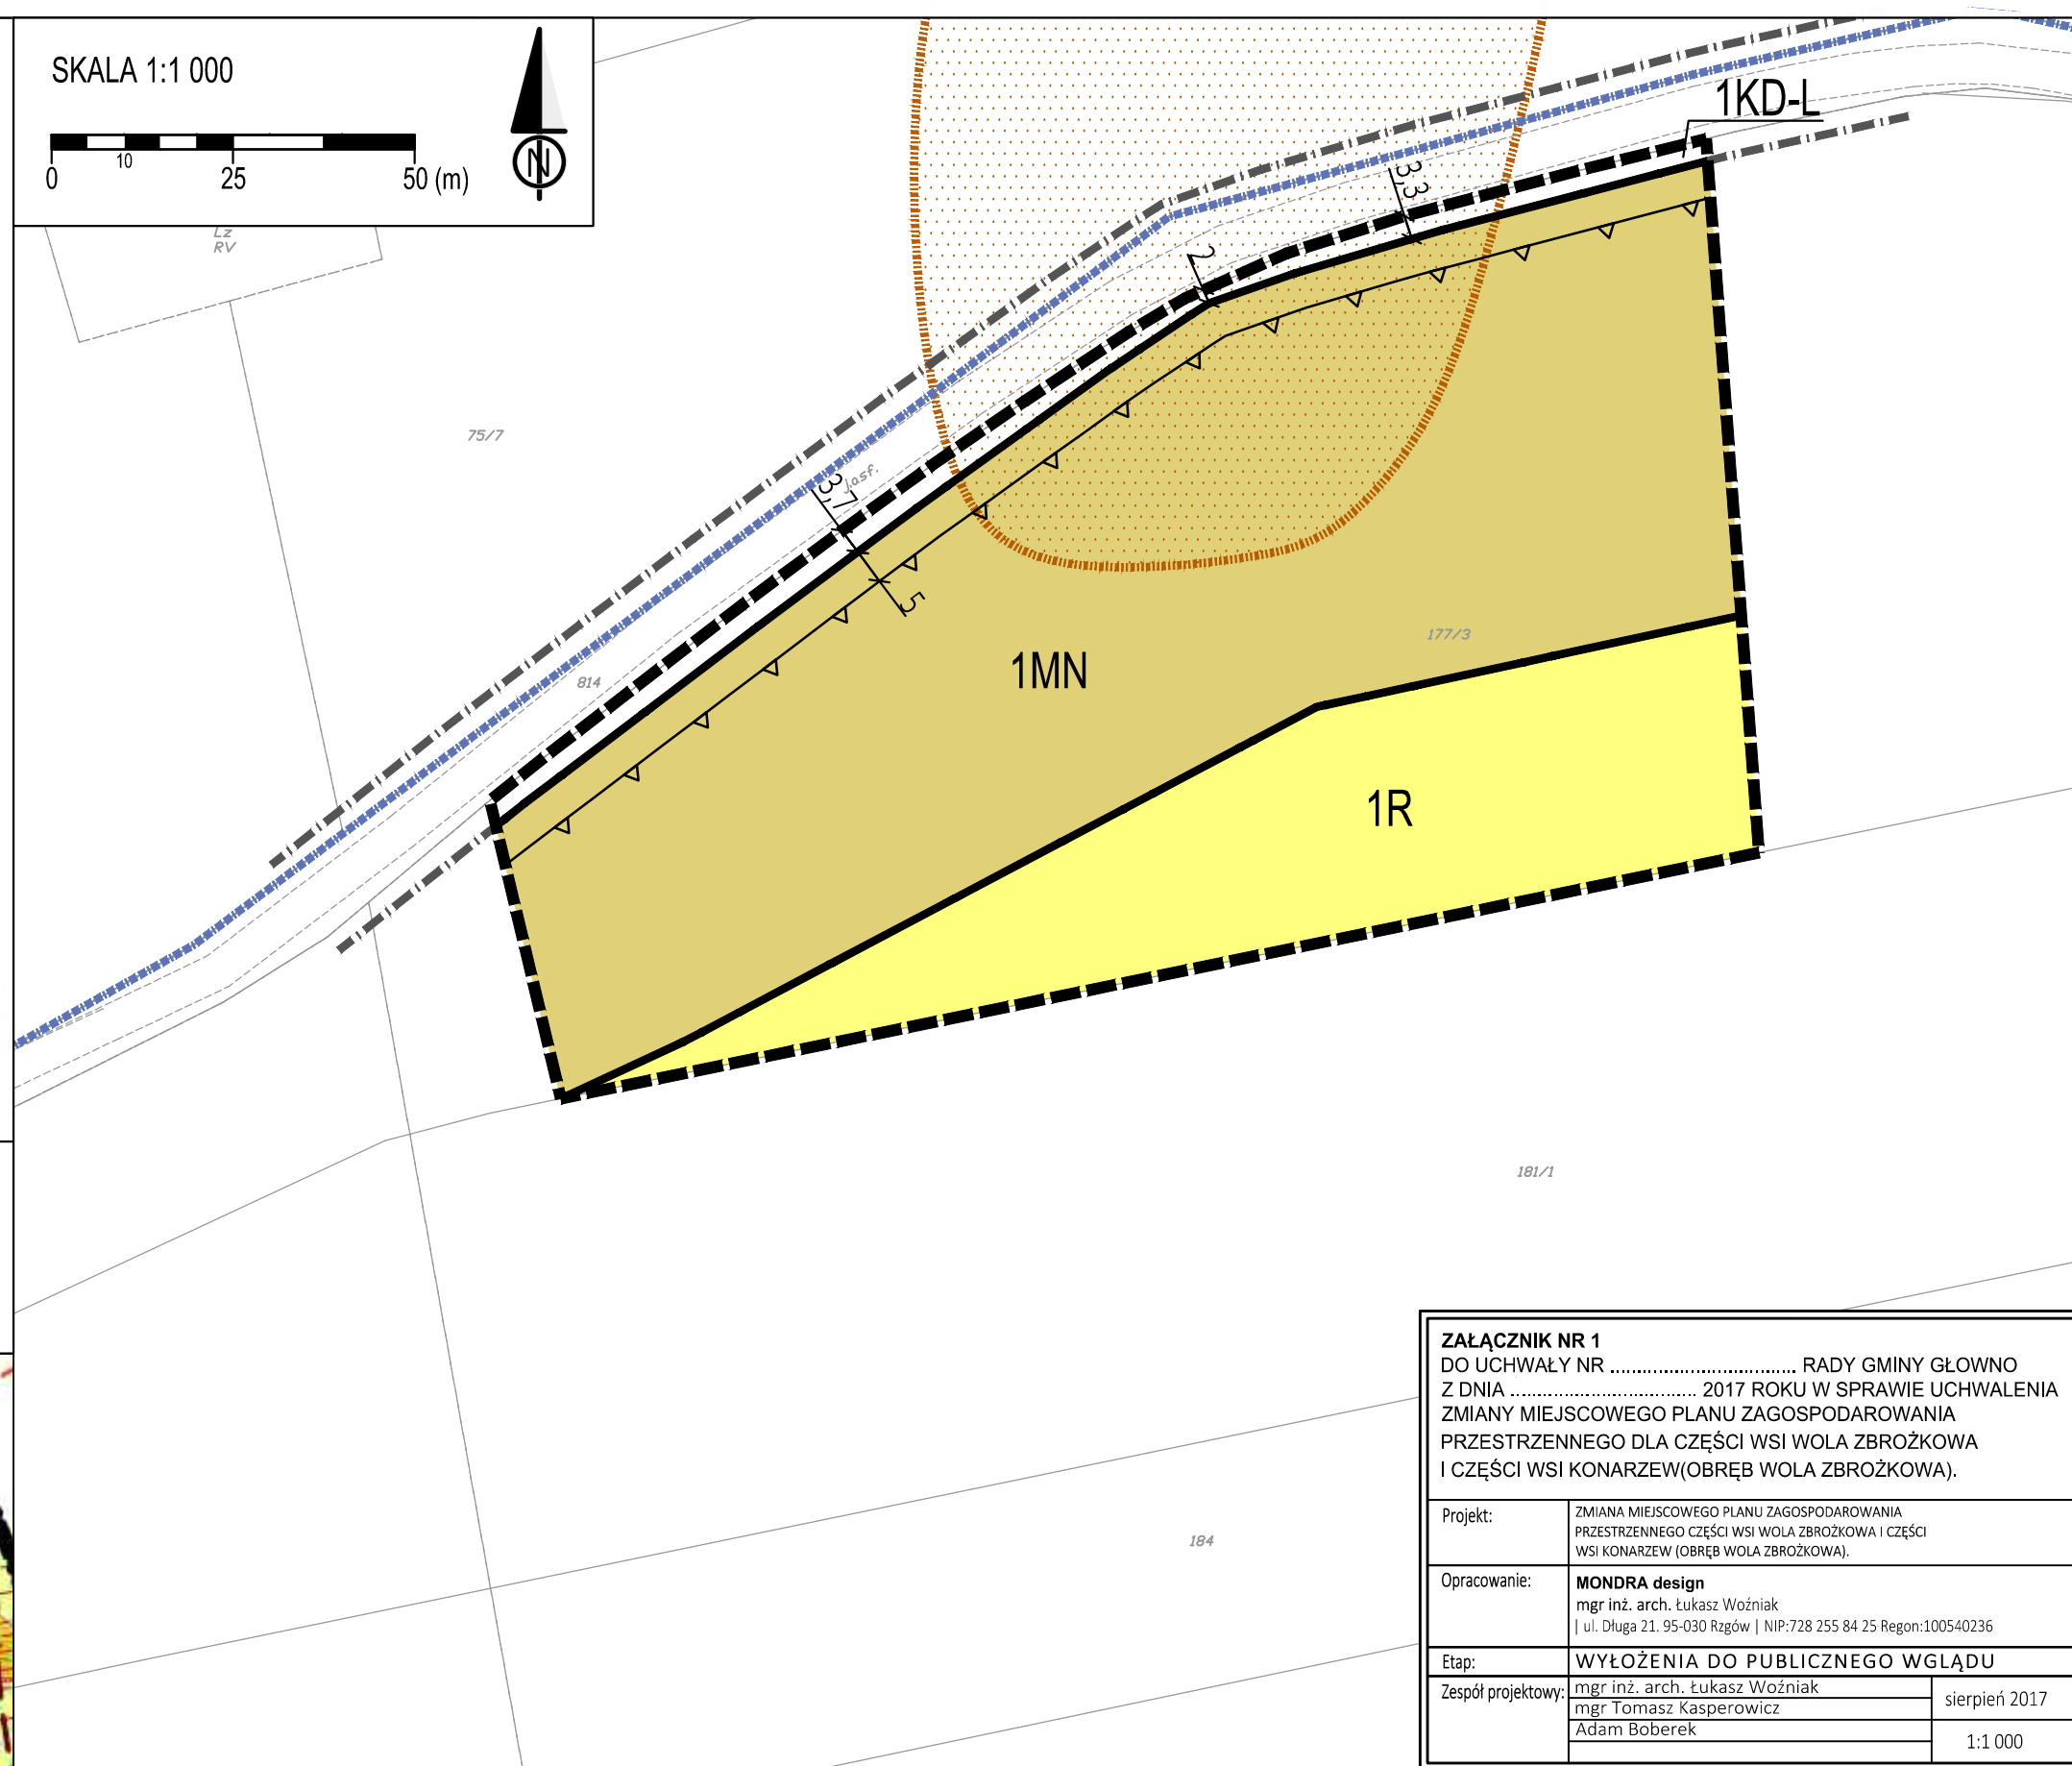 SKALA 1:1 000
0
10
25
50 (m)
N
Lz
RV
1KD-L
3,3
2
75/7
j.asf.
3,7
5
177/3
1MN
814
1R
181/1
184
ZAŁĄCZNIK NR 1
DO UCHWAŁY NR ................................ RADY GMINY GŁOWNO
Z DNIA ................................ 2017 ROKU W SPRAWIE UCHWALENIA
ZMIANY MIEJSCOWEGO PLANU ZAGOSPODAROWANIA
PRZESTRZENNEGO DLA CZĘŚCI WSI WOLA ZBROŻKOWA
I CZĘŚCI WSI KONARZEW(OBRĘB WOLA ZBROŻKOWA).
Projekt:
ZMIANA MIEJSCOWEGO PLANU ZAGOSPODAROWANIA
PRZESTRZENNEGO CZĘŚCI WSI WOLA ZBROŻKOWA I CZĘŚCI
WSI KONARZEW (OBRĘB WOLA ZBROŻKOWA).
Opracowanie:
MONDRA design
mgr inż. arch. Łukasz Woźniak
| ul. Długa 21. 95-030 Rzgów | NIP:728 255 84 25 Regon:100540236
Etap:
WYŁOŻENIA DO PUBLICZNEGO WGLĄDU
Zespół projektowy:
mgr inż. arch. Łukasz Woźniak
mgr Tomasz Kasperowicz
Adam Boberek
sierpień 2017
1:1 000